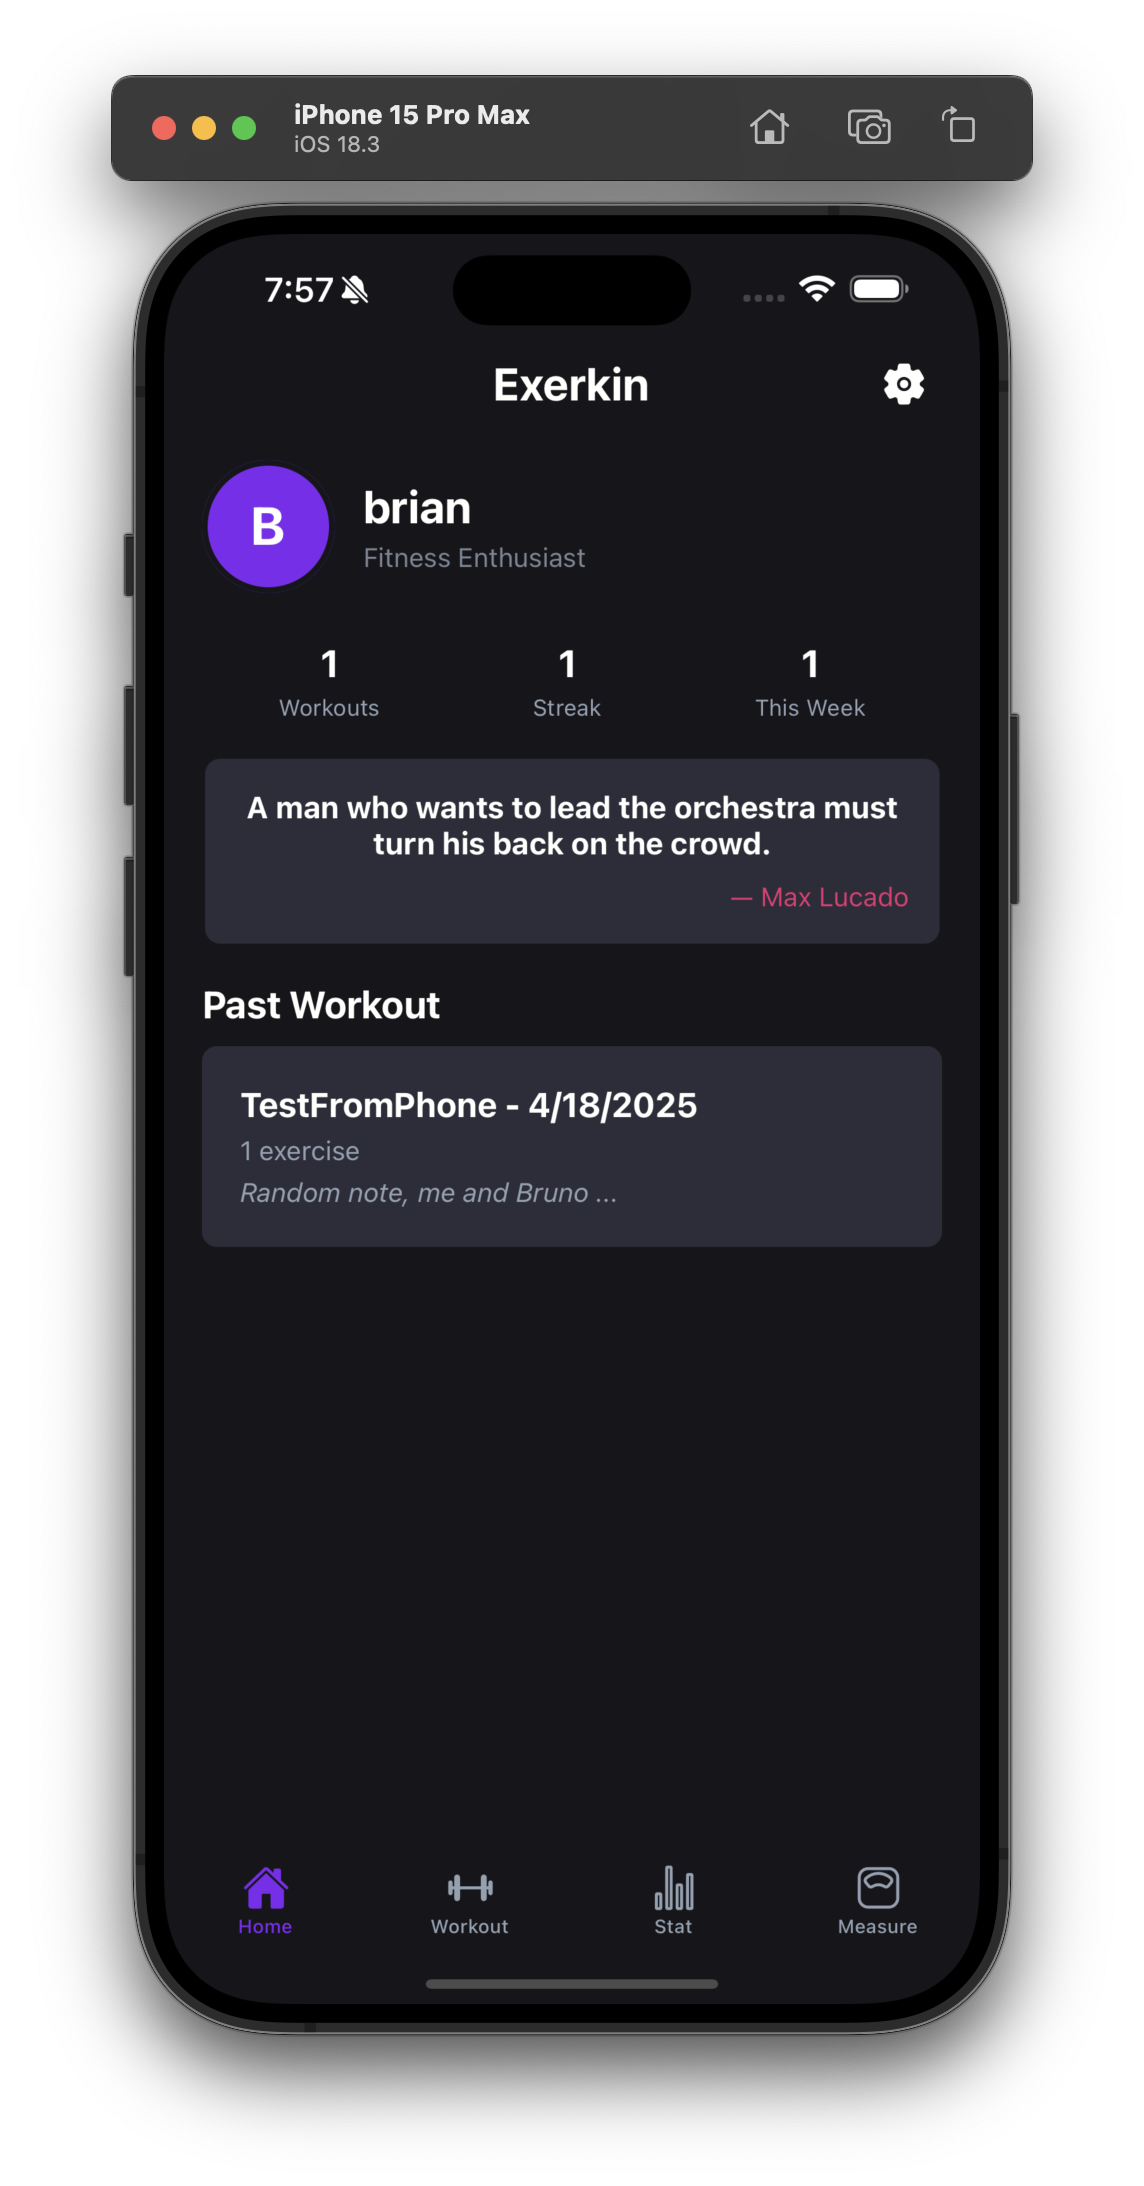 iPhone 15 Pro Max
iOS 18.3
7:57
Exerkin
B
brian
Fitness Enthusiast
1 1 1
Workouts Streak This Week
A man who wants to lead the orchestra must
turn his back on the crowd.
— Max Lucado
Past Workout
TestFromPhone - 4/18/2025
1 exercise
Random note, me and Bruno ...
Home Workout Stat Measure